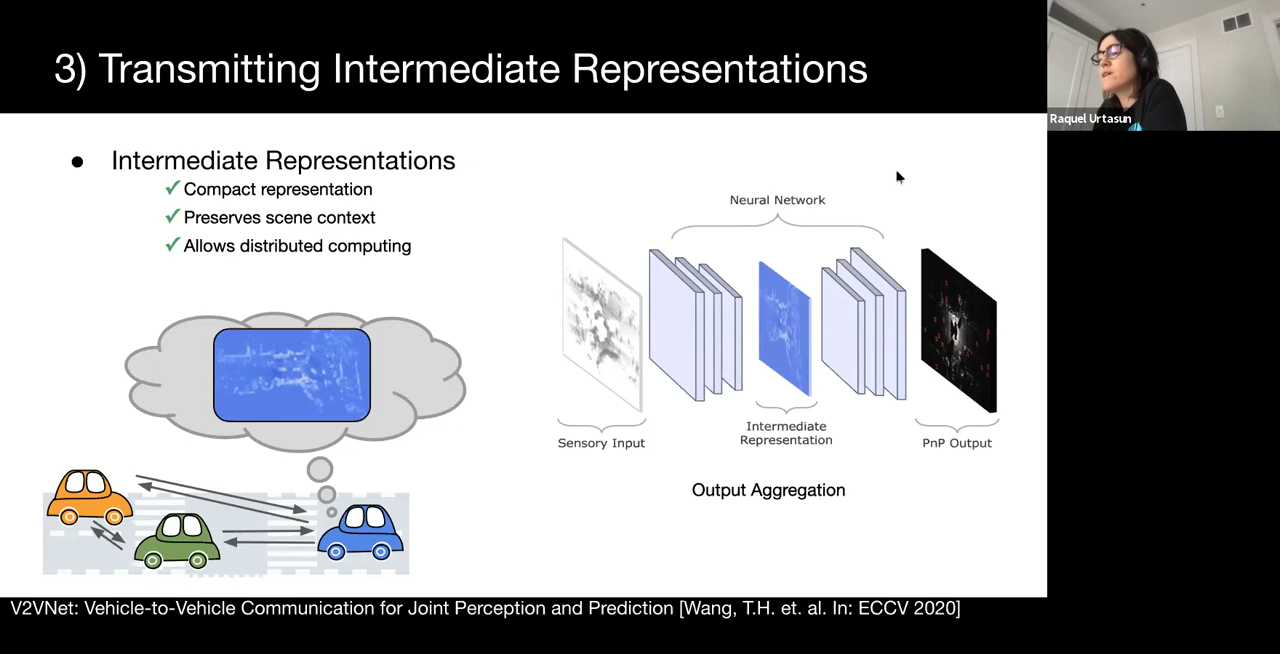 3) Transmitting Intermediate Representations
Raquel Urtasun
● Intermediate Representations
✓ Compact representation
✓ Preserves scene context
✓ Allows distributed computing
Neural Network
Sensory Input
Intermediate
Representation
PnP Output
Output Aggregation
V2VNet: Vehicle-to-Vehicle Communication for Joint Perception and Prediction [Wang, T.H. et. al. In: ECCV 2020]